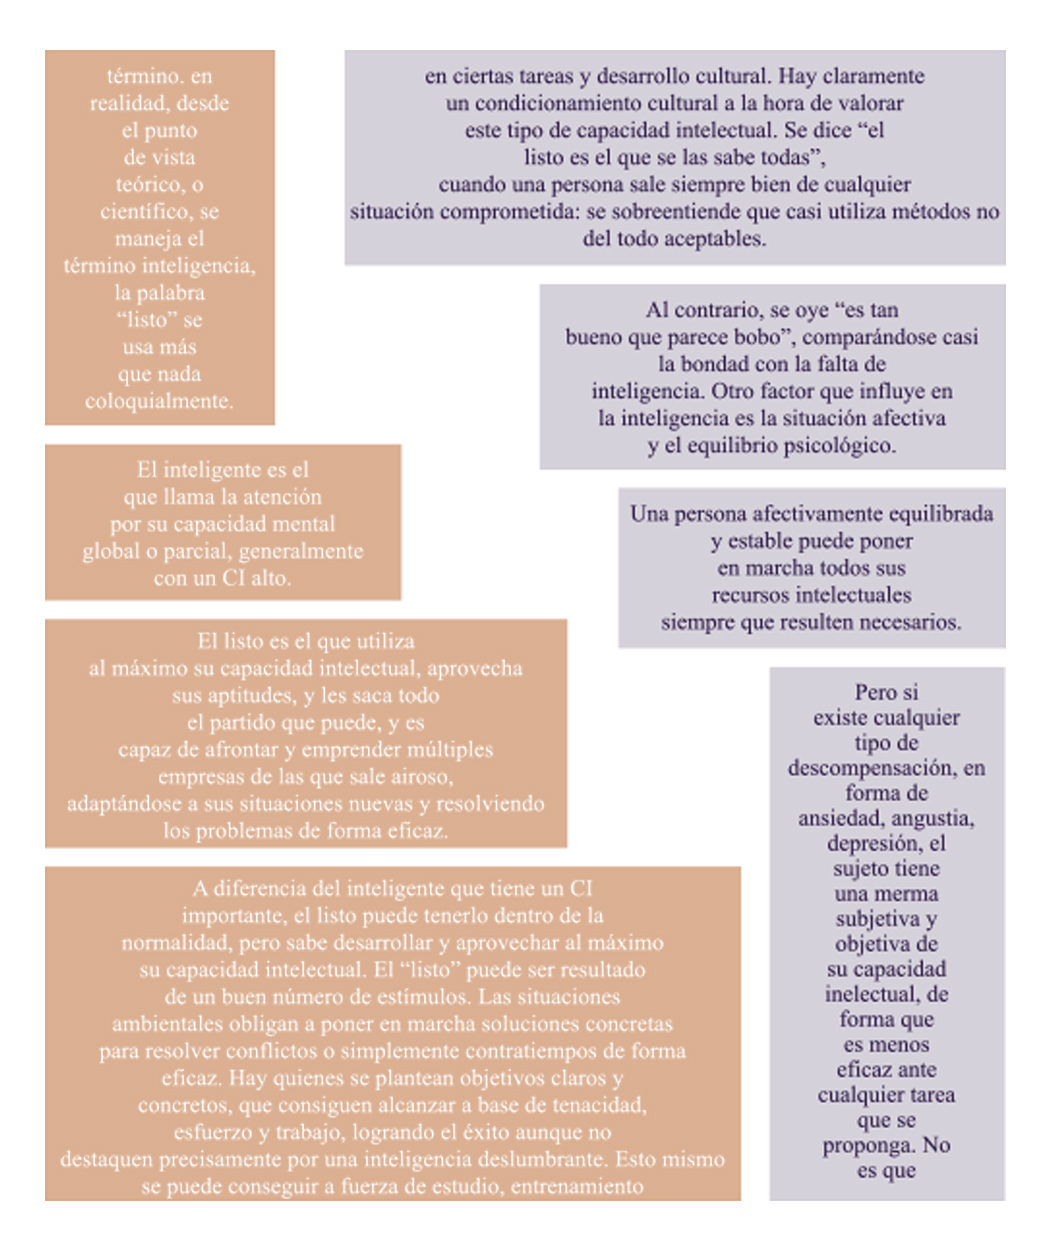 término. en
realidad, desde
el punto
de vista
teórico, o
científico, se
maneja el
término inteligencia,
la palabra
“listo” se
usa más
que nada
coloquialmente.
El inteligente es el
que llama la atención
por su capacidad mental
global o parcial, generalmente
con un CI alto.
El listo es el que utiliza
al máximo su capacidad intelectual, aprovecha
sus aptitudes, y les saca todo
el partido que puede, y es
capaz de afrontar y emprender múltiples
empresas de las que sale airoso,
adaptándose a sus situaciones nuevas y resolviendo
los problemas de forma eficaz.
A diferencia del inteligente que tiene un CI
importante, el listo puede tenerlo dentro de la
normalidad, pero sabe desarrollar y aprovechar al máximo
su capacidad intelectual. El “listo” puede ser resultado
de un buen número de estímulos. Las situaciones
ambientales obligan a poner en marcha soluciones concretas
para resolver conflictos o simplemente contratiempos de forma
eficaz. Hay quienes se plantean objetivos claros y
concretos, que consiguen alcanzar a base de tenacidad,
esfuerzo y trabajo, logrando el éxito aunque no
destaquen precisamente por una inteligencia deslumbrante. Esto mismo
se puede conseguir a fuerza de estudio, entrenamiento
en ciertas tareas y desarrollo cultural. Hay claramente
un condicionamiento cultural a la hora de valorar
este tipo de capacidad intelectual. Se dice “el
listo es el que se las sabe todas”,
cuando una persona sale siempre bien de cualquier
situación comprometida: se sobreentiende que casi utiliza métodos no
del todo aceptables.
Al contrario, se oye “es tan
bueno que parece bobo”, comparándose casi
la bondad con la falta de
inteligencia. Otro factor que influye en
la inteligencia es la situación afectiva
y el equilibrio psicológico.
Una persona afectivamente equilibrada
y estable puede poner
en marcha todos sus
recursos intelectuales
siempre que resulten necesarios.
Pero si
existe cualquier
tipo de
descompensación, en
forma de
ansiedad, angustia,
depresión, el
sujeto tiene
una merma
subjetiva y
objetiva de
su capacidad
inelectual, de
forma que
es menos
eficaz ante
cualquier tarea
que se
proponga. No
es que